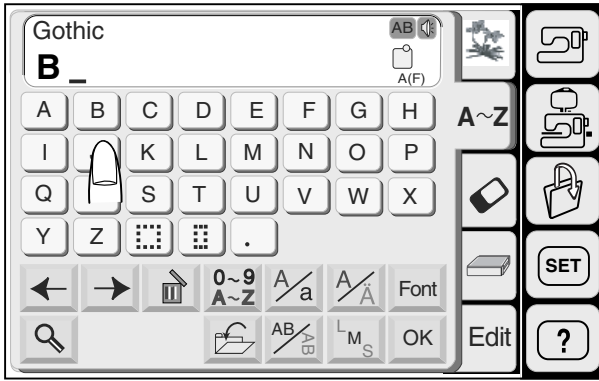 Gothic
AB
B _
A(F)
A B C D E F G H
A~Z
I K L M N O P
Q S T U V W X
Y Z .
0~9
A~Z
A/a
A/Ä
Font
SET
AB/AB
L M S
OK
Edit
?